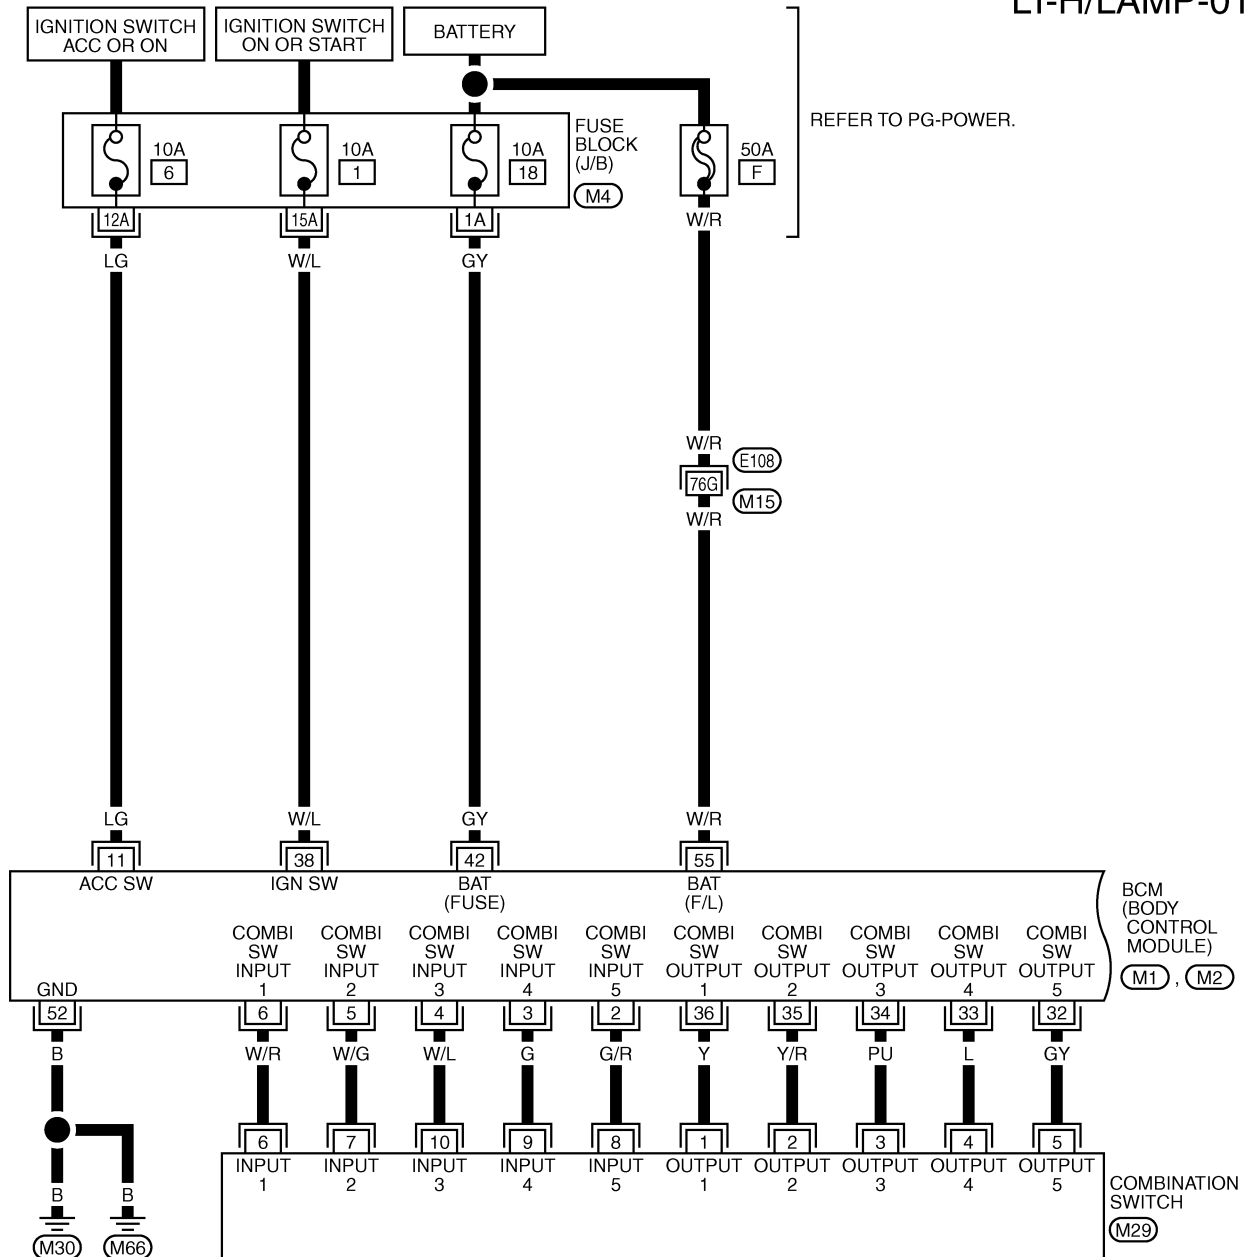 LT-H/LAMP-01
IGNITION SWITCH
ACC OR ON
IGNITION SWITCH
ON OR START
BATTERY
REFER TO PG-POWER.
10A
6
10A
1
10A
18
FUSE
BLOCK
(J/B)
M4
50A
F
12A
15A
1A
W/R
LG
W/L
GY
W/R
E108
76G
M15
W/R
LG
W/L
GY
W/R
11
38
42
55
ACC SW
IGN SW
BAT
(FUSE)
BAT
(F/L)
BCM
(BODY
CONTROL
MODULE)
M1 , M2
COMBI
SW
INPUT
1
COMBI
SW
INPUT
2
COMBI
SW
INPUT
3
COMBI
SW
INPUT
4
COMBI
SW
INPUT
5
COMBI
SW
OUTPUT
1
COMBI
SW
OUTPUT
2
COMBI
SW
OUTPUT
3
COMBI
SW
OUTPUT
4
COMBI
SW
OUTPUT
5
GND
52
6
5
4
3
2
36
35
34
33
32
B
W/R
W/G
W/L
G
G/R
Y
Y/R
PU
L
GY
6
7
10
9
8
1
2
3
4
5
INPUT
1
INPUT
2
INPUT
3
INPUT
4
INPUT
5
OUTPUT
1
OUTPUT
2
OUTPUT
3
OUTPUT
4
OUTPUT
5
COMBINATION
SWITCH
M29
B
B
M30
M66